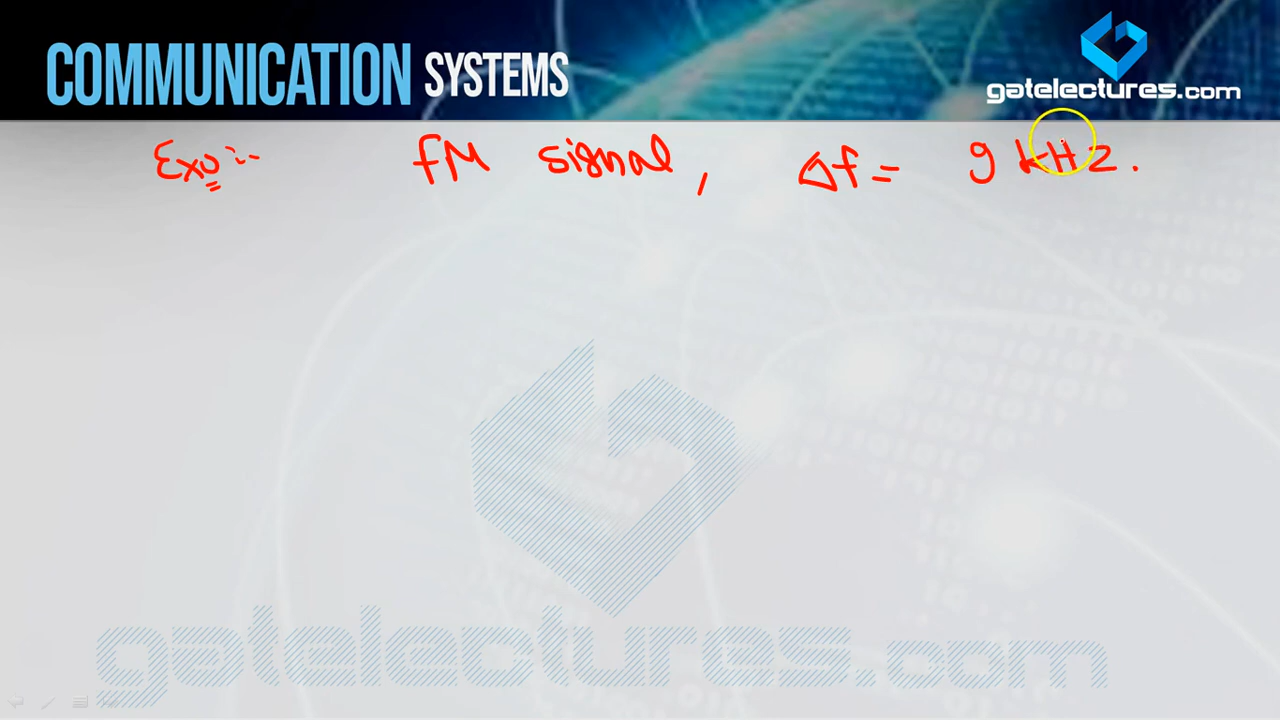 COMMUNICATION SYSTEMS
gatelectures.com
Exo:- FM signal, Δf = 9 kHz.
gatelectures.com